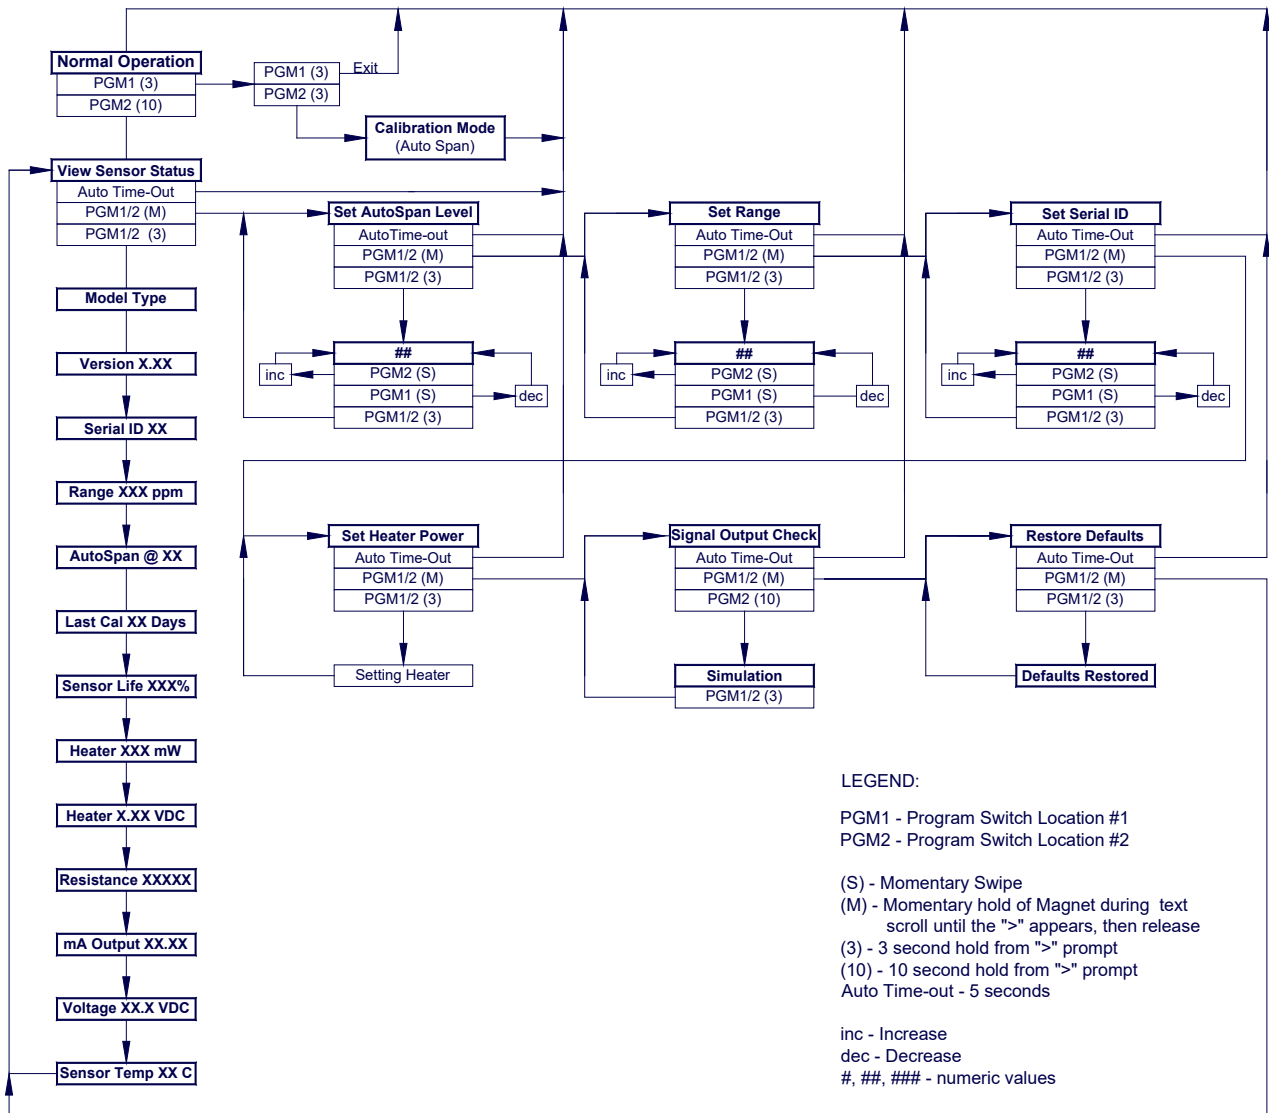 Normal Operation
PGM1 (3)
PGM2 (10)
PGM1 (3)
Exit
PGM2 (3)
Calibration Mode
(Auto Span)
View Sensor Status
Auto Time-Out
PGM1/2 (M)
PGM1/2 (3)
Set AutoSpan Level
AutoTime-out
PGM1/2 (M)
PGM1/2 (3)
##
PGM2 (S)
PGM1 (S)
PGM1/2 (3)
inc
dec
Set Range
Auto Time-Out
PGM1/2 (M)
PGM1/2 (3)
##
PGM2 (S)
PGM1 (S)
PGM1/2 (3)
inc
dec
Set Serial ID
Auto Time-Out
PGM1/2 (M)
PGM1/2 (3)
##
PGM2 (S)
PGM1 (S)
PGM1/2 (3)
inc
dec
Model Type
Version X.XX
Serial ID XX
Range XXX ppm
AutoSpan @ XX
Last Cal XX Days
Sensor Life XXX%
Heater XXX mW
Heater X.XX VDC
Resistance XXXXX
mA Output XX.XX
Voltage XX.X VDC
Sensor Temp XX C
Set Heater Power
Auto Time-Out
PGM1/2 (M)
PGM1/2 (3)
Setting Heater
Signal Output Check
Auto Time-Out
PGM1/2 (M)
PGM2 (10)
Simulation
PGM1/2 (3)
Restore Defaults
Auto Time-Out
PGM1/2 (M)
PGM1/2 (3)
Defaults Restored
LEGEND:
PGM1 - Program Switch Location #1
PGM2 - Program Switch Location #2
(S) - Momentary Swipe
(M) - Momentary hold of Magnet during text
scroll until the ">" appears, then release
(3) - 3 second hold from ">" prompt
(10) - 10 second hold from ">" prompt
Auto Time-out - 5 seconds
inc - Increase
dec - Decrease
#, ##, ### - numeric values